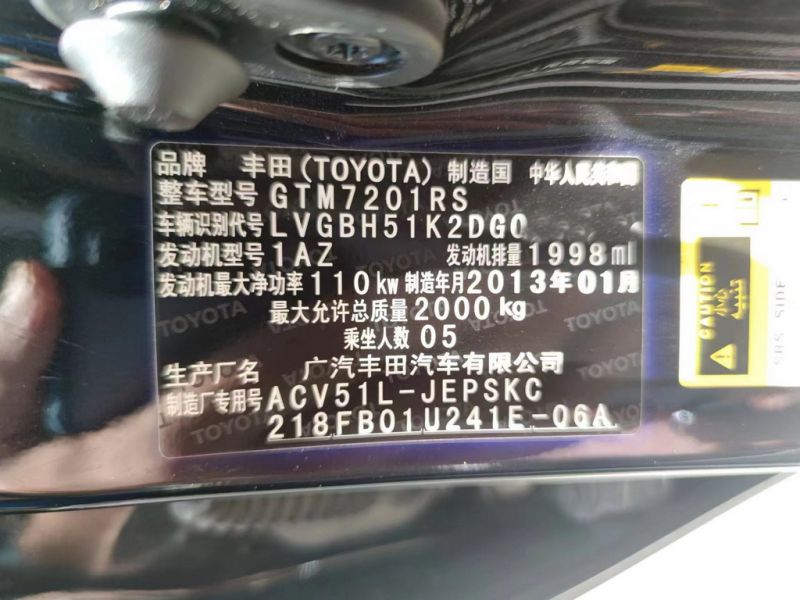 品牌 丰田(TOYOTA) 制造国 中华人民共和国
整车型号 GTM7201RS
车辆识别代号 LVGBH51K2DG0
发动机型号 1AZ 发动机排量 1998ml
发动机最大净功率 110kw 制造年月 2013年01月
最大允许总质量 2000kg
乘坐人数 05
生产厂名 广汽丰田汽车有限公司
制造厂专用号 ACV51L-JEPSKC
218FB01U241E-06A
CAUTION
SRS SIDE